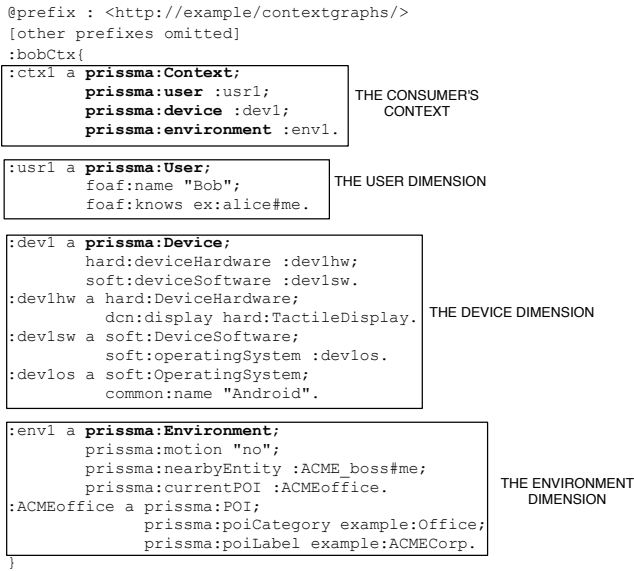 @prefix : <http://example/contextgraphs/>
[other prefixes omitted]
:bobCtx{
:ctx1 a prissma:Context;
prissma:user :usr1;
prissma:device :dev1;
prissma:environment :env1.
THE CONSUMER'S
CONTEXT
:usr1 a prissma:User;
foaf:name "Bob";
foaf:knows ex:alice#me.
THE USER DIMENSION
:dev1 a prissma:Device;
hard:deviceHardware :dev1hw;
soft:deviceSoftware :dev1sw.
:dev1hw a hard:DeviceHardware;
dcn:display hard:TactileDisplay.
:dev1sw a soft:DeviceSoftware;
soft:operatingSystem :dev1os.
:dev1os a soft:OperatingSystem;
common:name "Android".
THE DEVICE DIMENSION
:env1 a prissma:Environment;
prissma:motion "no";
prissma:nearbyEntity :ACME_boss#me;
prissma:currentPOI :ACMEoffice.
:ACMEoffice a prissma:POI;
prissma:poiCategory example:Office;
prissma:poiLabel example:ACMECorp.
THE ENVIRONMENT
DIMENSION
}